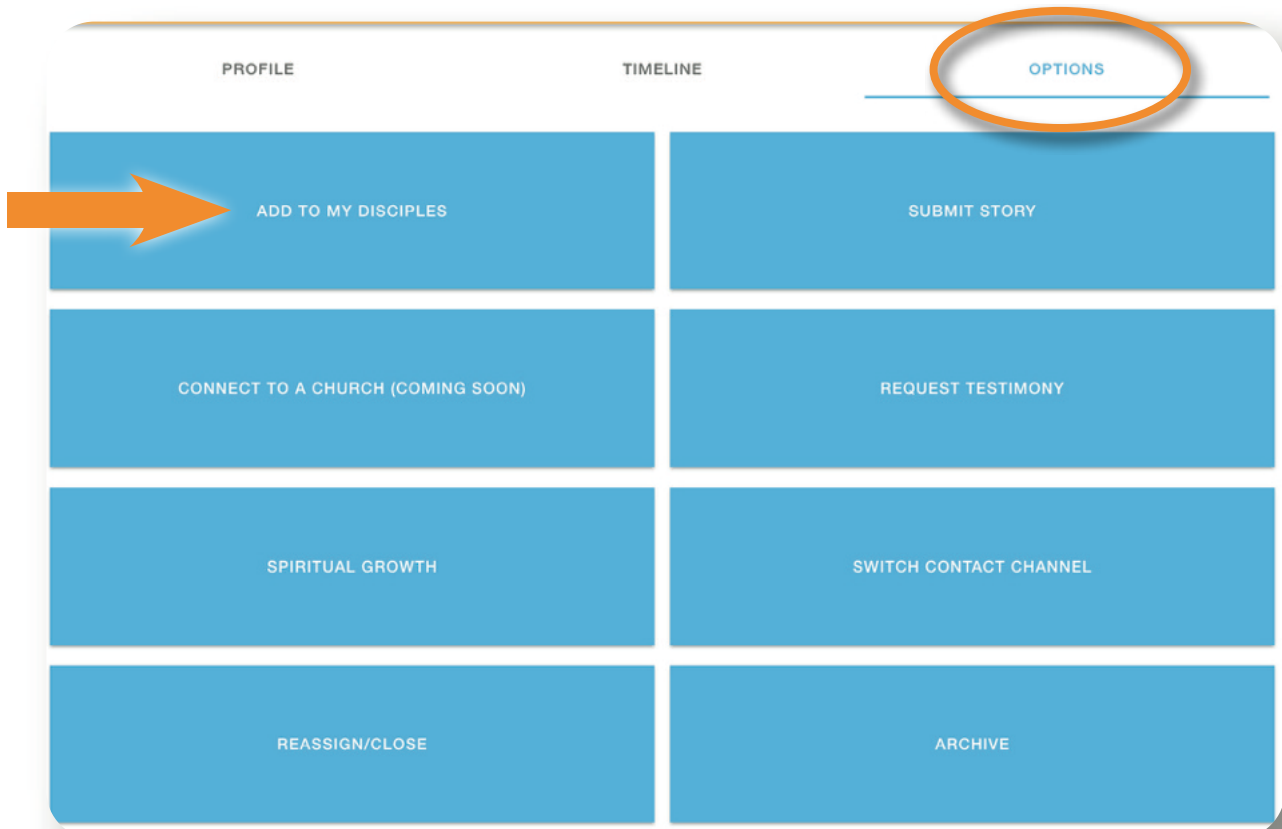 PROFILE
TIMELINE
OPTIONS
ADD TO MY DISCIPLES
SUBMIT STORY
CONNECT TO A CHURCH (COMING SOON)
REQUEST TESTIMONY
SPIRITUAL GROWTH
SWITCH CONTACT CHANNEL
REASSIGN/CLOSE
ARCHIVE